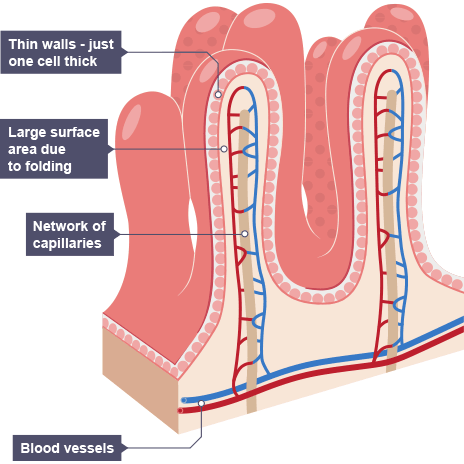 Thin walls - just
one cell thick
Large surface
area due
to folding
Network of
capillaries
Blood vessels